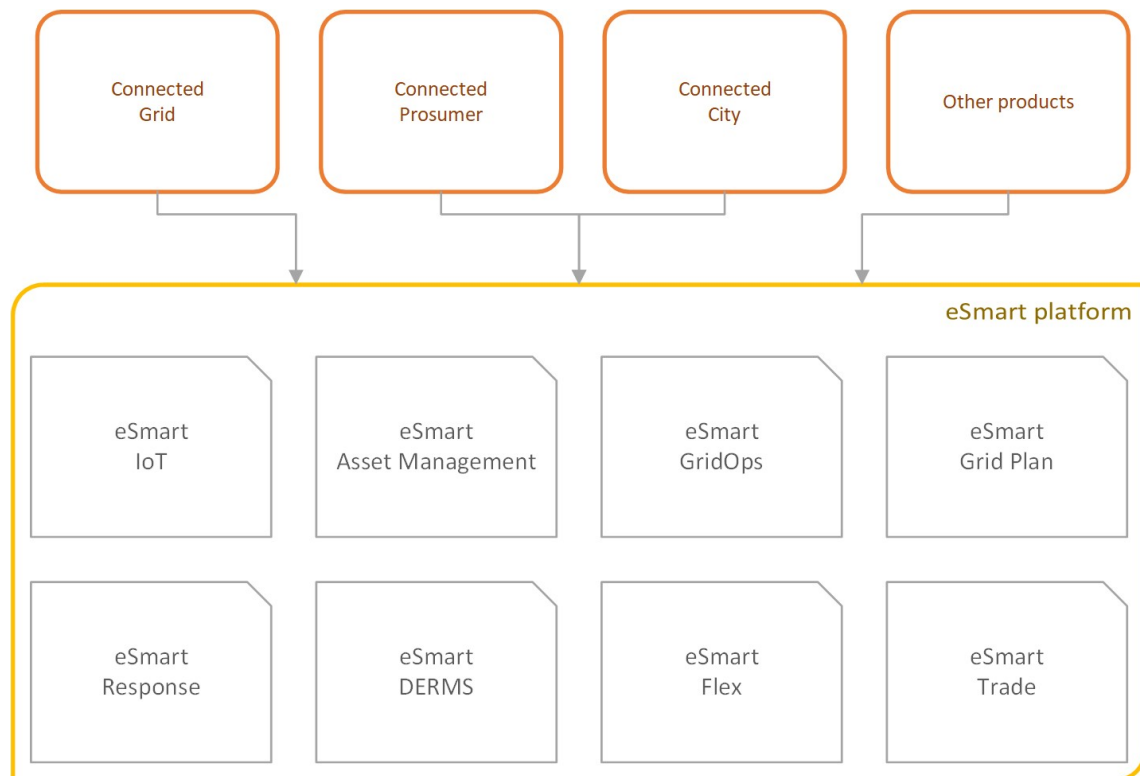 Connected
Grid
Connected
Prosumer
Connected
City
Other products
eSmart platform
eSmart
IoT
eSmart
Asset Management
eSmart
GridOps
eSmart
Grid Plan
eSmart
Response
eSmart
DERMS
eSmart
Flex
eSmart
Trade